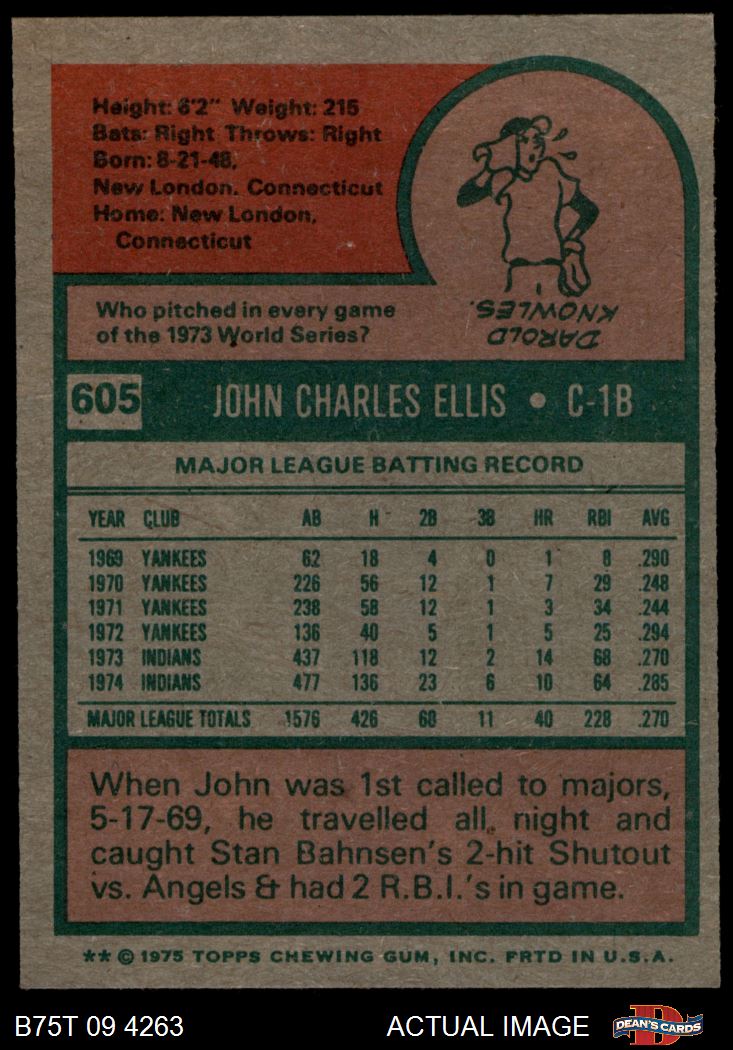 Height: 6'2" Weight: 215
Bats: Right Throws: Right
Born: 8-21-48,
New London, Connecticut
Home: New London,
Connecticut
Who pitched in every game
of the 1973 World Series?
DAROLD
KNOWLES.
605 JOHN CHARLES ELLIS • C-1B
MAJOR LEAGUE BATTING RECORD
YEAR CLUB AB H 2B 3B HR RBI AVG
1969 YANKEES 62 18 4 0 1 8 .290
1970 YANKEES 226 56 12 1 7 29 .248
1971 YANKEES 238 58 12 1 3 34 .244
1972 YANKEES 136 40 5 1 5 25 .294
1973 INDIANS 437 118 12 2 14 68 .270
1974 INDIANS 477 136 23 6 10 64 .285
MAJOR LEAGUE TOTALS 1576 426 60 11 40 228 .270
When John was 1st called to majors,
5-17-69, he travelled all night and
caught Stan Bahnsen's 2-hit Shutout
vs. Angels & had 2 R.B.I.'s in game.
** © 1975 TOPPS CHEWING GUM, INC. PRTD IN U.S.A.
B75T 09 4263 ACTUAL IMAGE DEAN'S CARDS